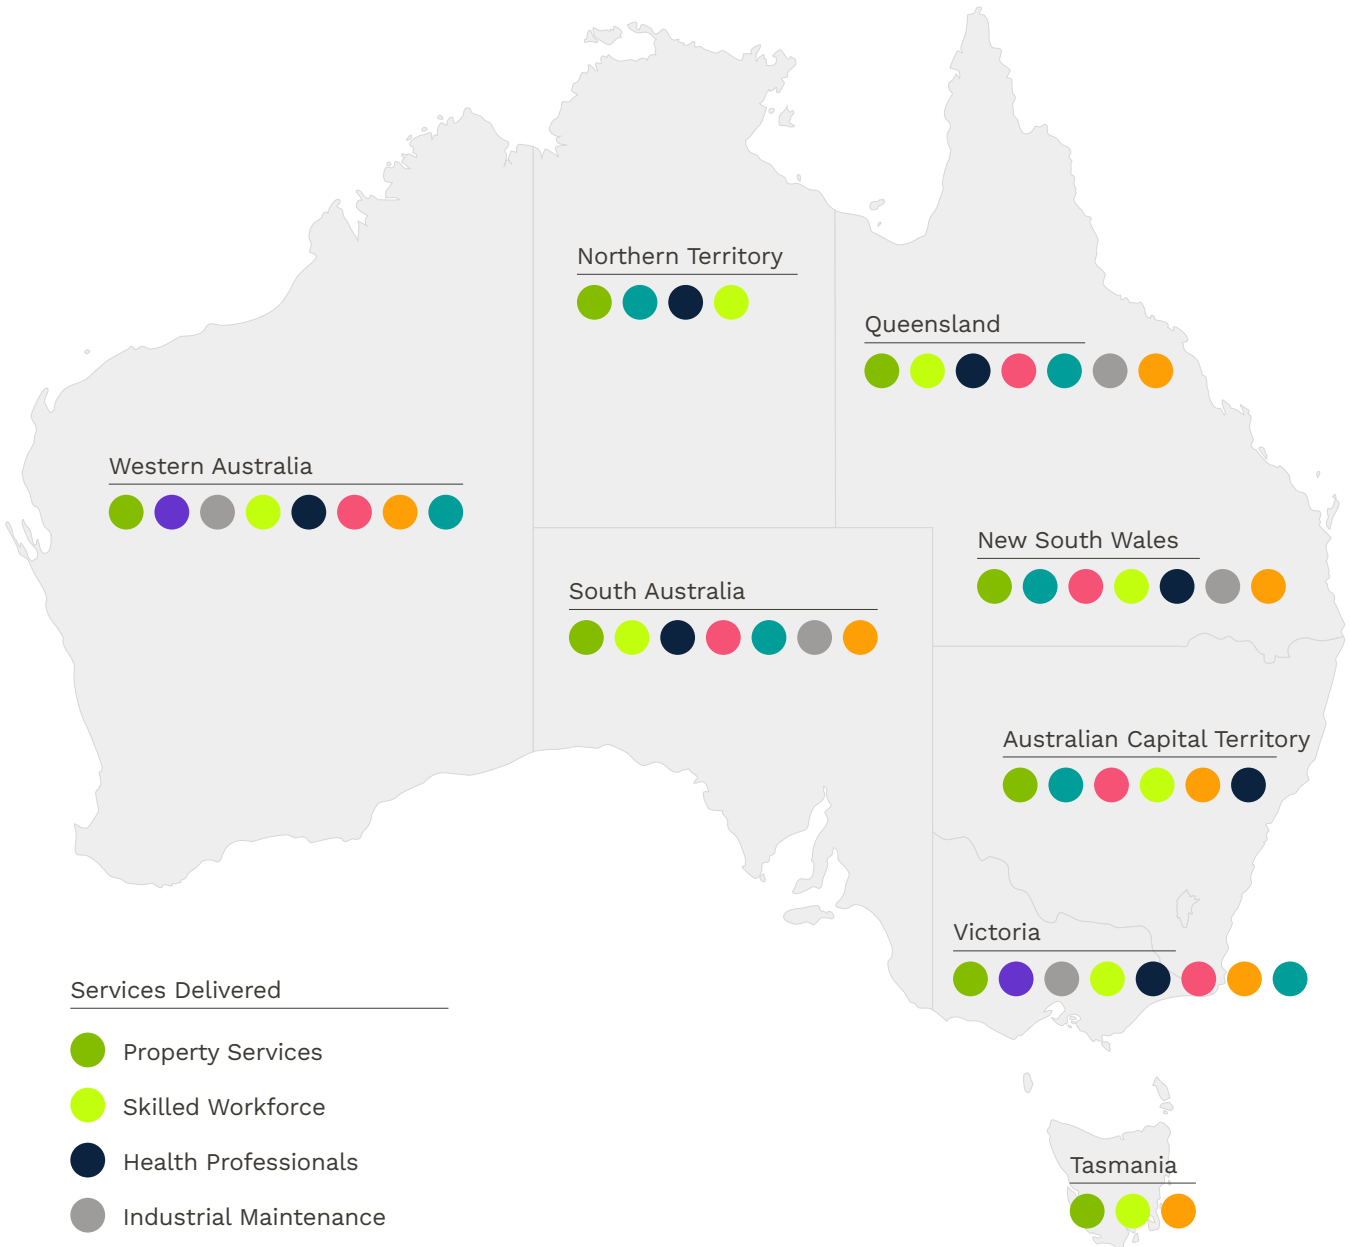 Northern Territory
Queensland
Western Australia
New South Wales
South Australia
Australian Capital Territory
Victoria
Services Delivered
Property Services
Skilled Workforce
Health Professionals
Tasmania
Industrial Maintenance